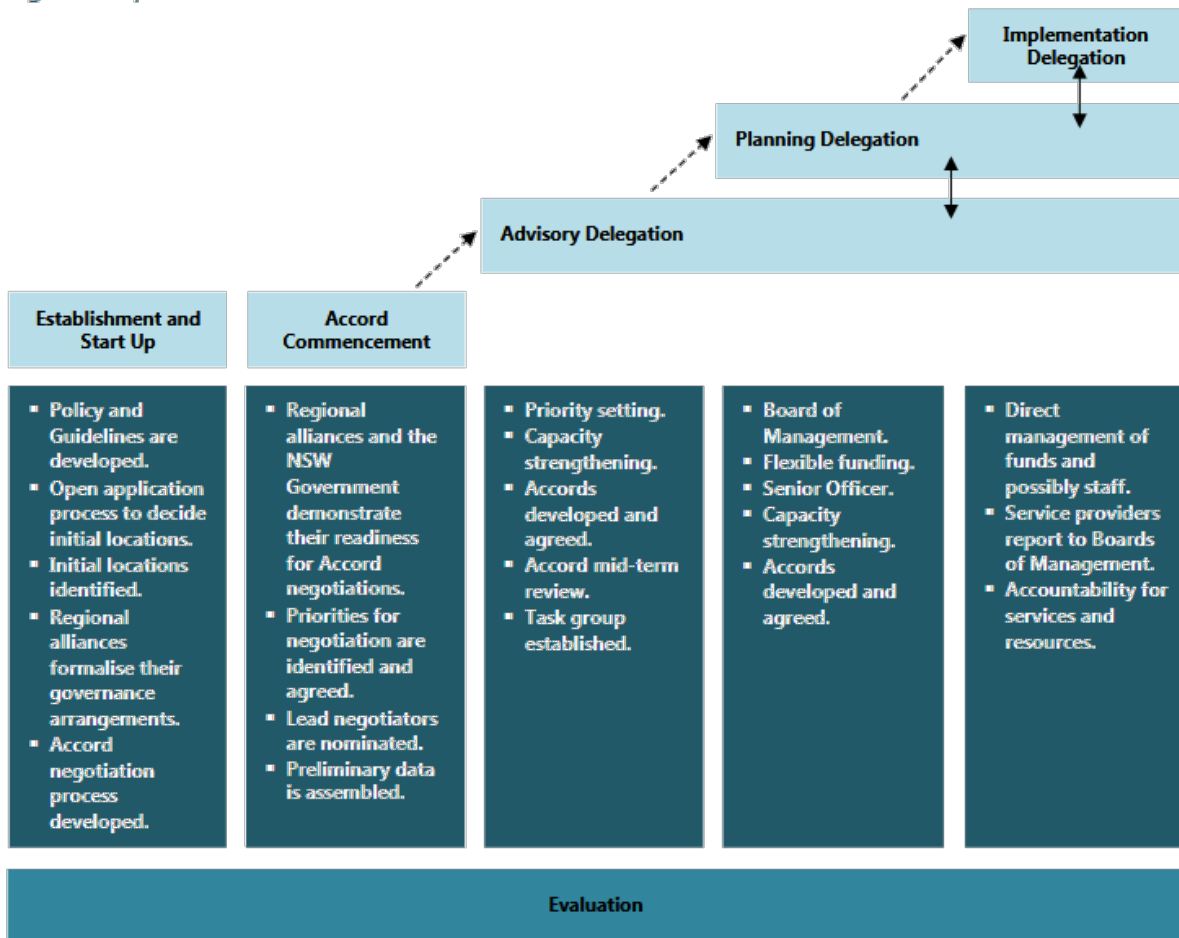 Implementation
Delegation
Planning Delegation
Advisory Delegation
Establishment and
Start Up
Accord
Commencement
▪ Policy and
Guidelines are
developed.
▪ Open application
process to decide
initial locations.
▪ Initial locations
identified.
▪ Regional
alliances
formalise their
governance
arrangements.
▪ Accord
negotiation
process
developed.
▪ Regional
alliances and the
NSW
Government
demonstrate
their readiness
for Accord
negotiations.
▪ Priorities for
negotiation are
identified and
agreed.
▪ Lead negotiators
are nominated.
▪ Preliminary data
is assembled.
▪ Priority setting.
▪ Capacity
strengthening.
▪ Accords
developed and
agreed.
▪ Accord mid-term
review.
▪ Task group
established.
▪ Board of
Management.
▪ Flexible funding.
▪ Senior Officer.
▪ Capacity
strengthening.
▪ Accords
developed and
agreed.
▪ Direct
management of
funds and
possibly staff.
▪ Service providers
report to Boards
of Management.
▪ Accountability for
services and
resources.
Evaluation